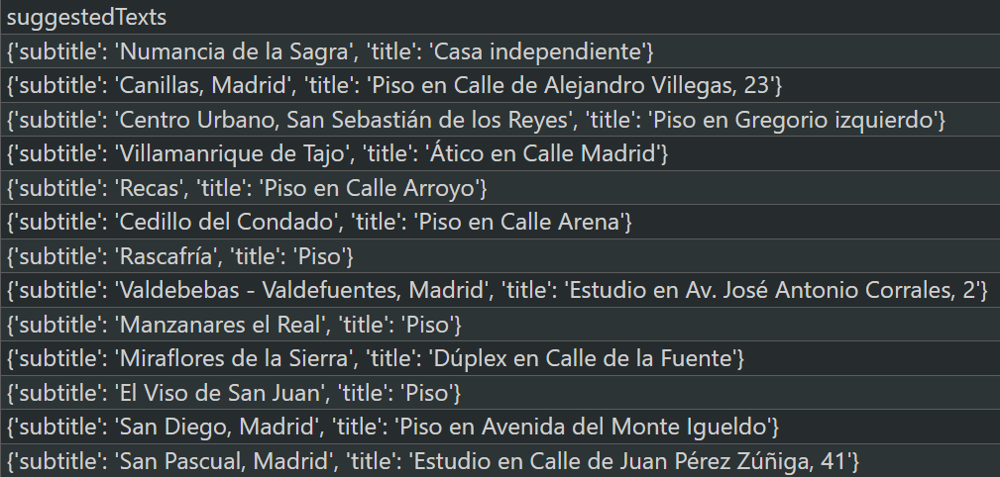 suggestedTexts
{'subtitle': 'Numancia de la Sagra', 'title': 'Casa independiente'}
{'subtitle': 'Canillas, Madrid', 'title': 'Piso en Calle de Alejandro Villegas, 23'}
{'subtitle': 'Centro Urbano, San Sebastián de los Reyes', 'title': 'Piso en Gregorio izquierdo'}
{'subtitle': 'Villamanrique de Tajo', 'title': 'Ático en Calle Madrid'}
{'subtitle': 'Recas', 'title': 'Piso en Calle Arroyo'}
{'subtitle': 'Cedillo del Condado', 'title': 'Piso en Calle Arena'}
{'subtitle': 'Rascafría', 'title': 'Piso'}
{'subtitle': 'Valdebebas - Valdefuentes, Madrid', 'title': 'Estudio en Av. José Antonio Corrales, 2'}
{'subtitle': 'Manzanares el Real', 'title': 'Piso'}
{'subtitle': 'Miraflores de la Sierra', 'title': 'Dúplex en Calle de la Fuente'}
{'subtitle': 'El Viso de San Juan', 'title': 'Piso'}
{'subtitle': 'San Diego, Madrid', 'title': 'Piso en Avenida del Monte Igueldo'}
{'subtitle': 'San Pascual, Madrid', 'title': 'Estudio en Calle de Juan Pérez Zúñiga, 41'}